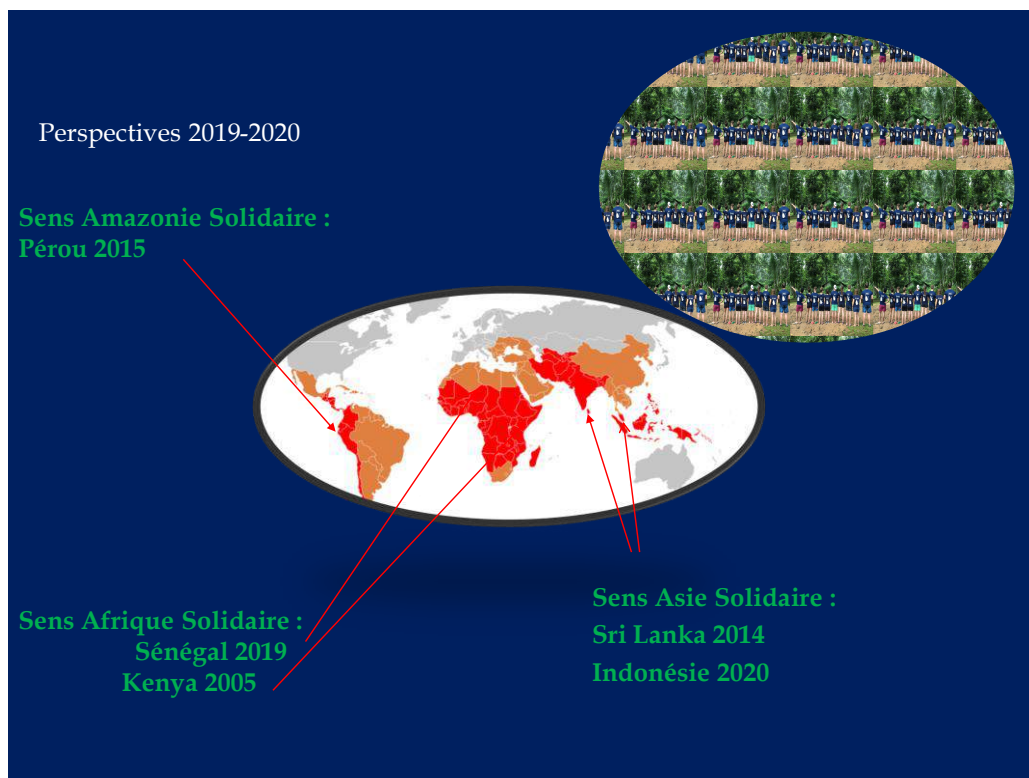 Perspectives 2019-2020
Sens Amazonie Solidaire :
Pérou 2015
Sens Afrique Solidaire :
Sénégal 2019
Kenya 2005
Sens Asie Solidaire :
Sri Lanka 2014
Indonésie 2020